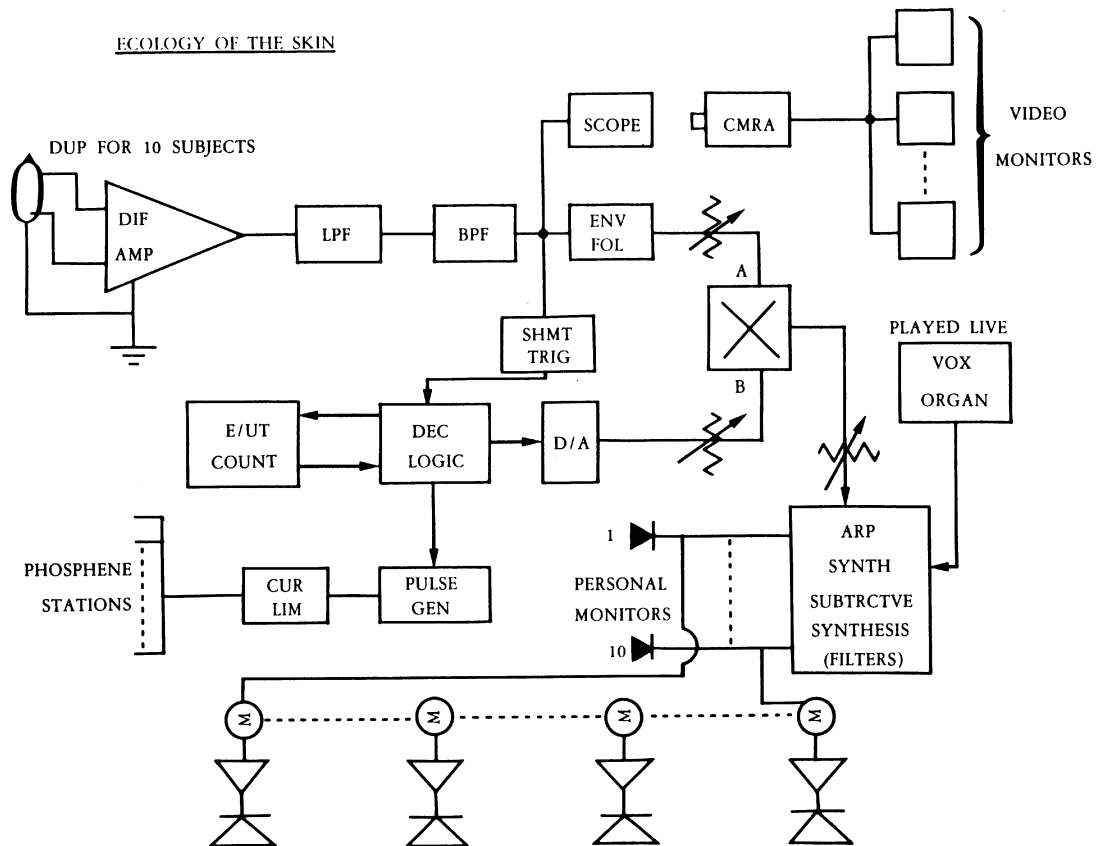 ECOLOGY OF THE SKIN
DUP FOR 10 SUBJECTS
DIF
AMP
LPF
BPF
SCOPE
CMRA
VIDEO
MONITORS
ENV
FOL
SHMT
TRIG
A
B
PLAYED LIVE
VOX
ORGAN
E/UT
COUNT
DEC
LOGIC
D/A
PHOSPHENE
STATIONS
CUR
LIM
PULSE
GEN
1
PERSONAL
MONITORS
10
ARP
SYNTH
SUBTRCTVE
SYNTHESIS
(FILTERS)
M
M
M
M